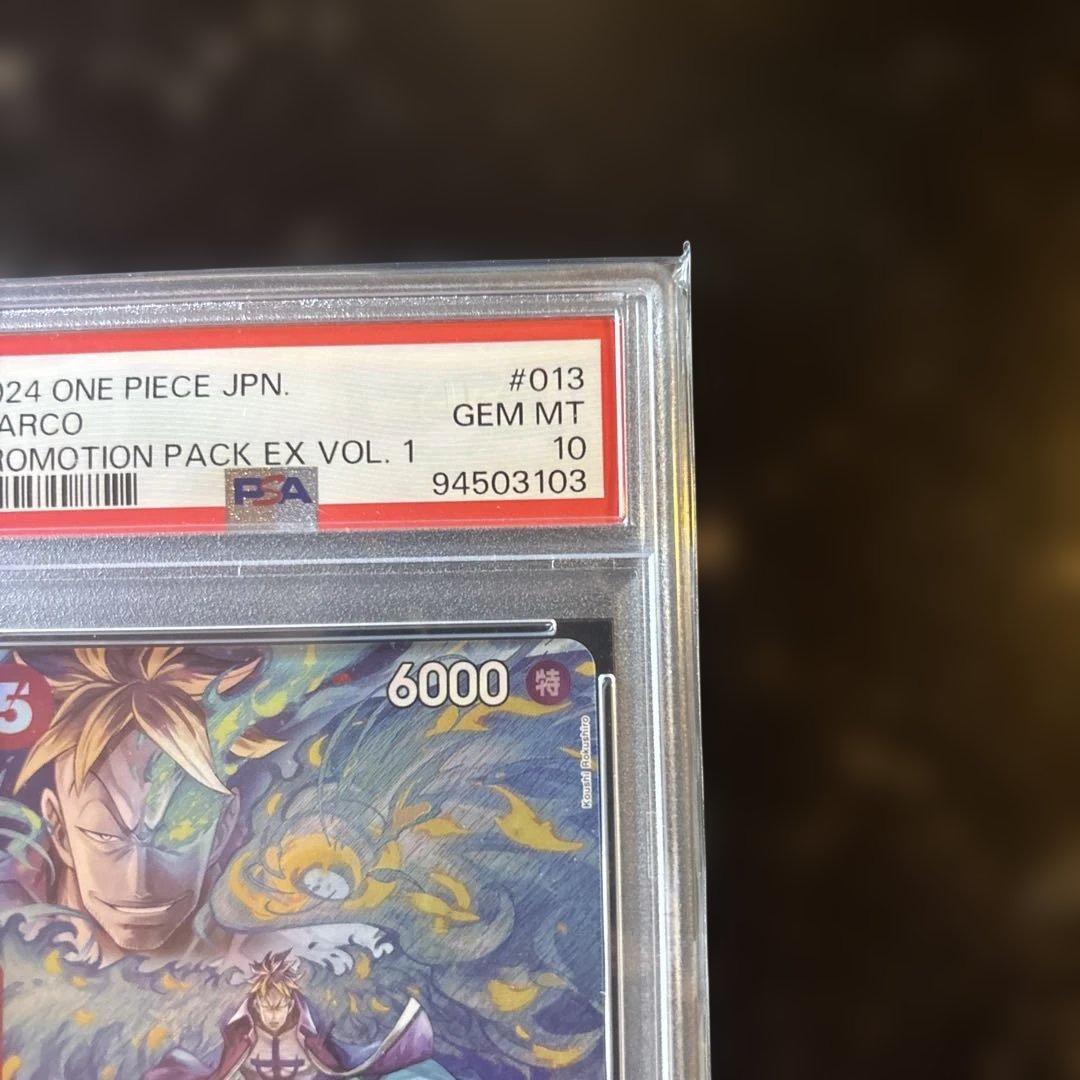 024 ONE PIECE JPN. #013
ARCO GEM MT
ROMOTION PACK EX VOL. 1 10
PSA 94503103
6000 特
Koushi Rokushiro